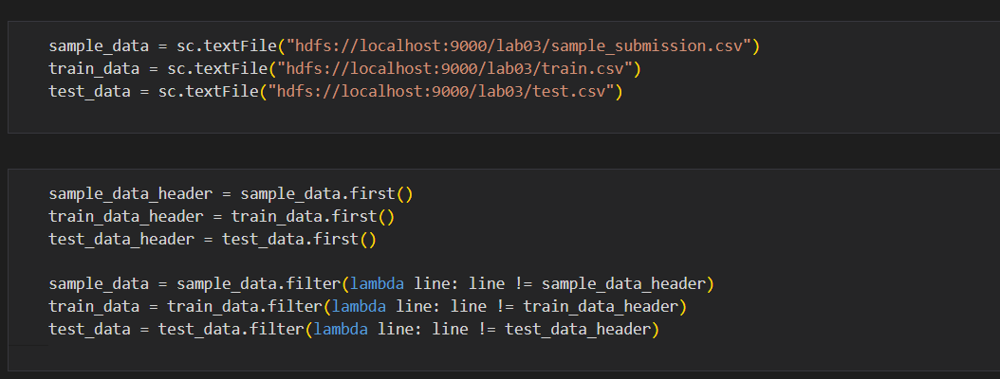 sample_data = sc.textFile("hdfs://localhost:9000/lab03/sample_submission.csv")
train_data = sc.textFile("hdfs://localhost:9000/lab03/train.csv")
test_data = sc.textFile("hdfs://localhost:9000/lab03/test.csv")
sample_data_header = sample_data.first()
train_data_header = train_data.first()
test_data_header = test_data.first()
sample_data = sample_data.filter(lambda line: line != sample_data_header)
train_data = train_data.filter(lambda line: line != train_data_header)
test_data = test_data.filter(lambda line: line != test_data_header)